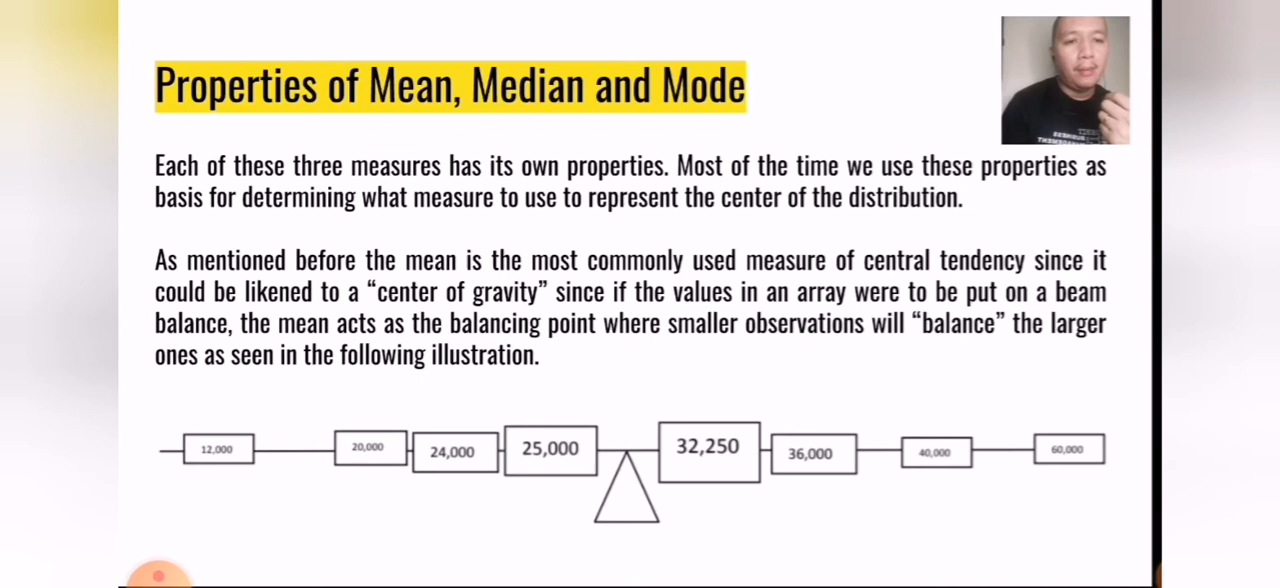 Properties of Mean, Median and Mode
Each of these three measures has its own properties. Most of the time we use these properties as
basis for determining what measure to use to represent the center of the distribution.
As mentioned before the mean is the most commonly used measure of central tendency since it
could be likened to a “center of gravity” since if the values in an array were to be put on a beam
balance, the mean acts as the balancing point where smaller observations will “balance” the larger
ones as seen in the following illustration.
12,000 20,000 24,000 25,000 32,250 36,000 40,000 60,000